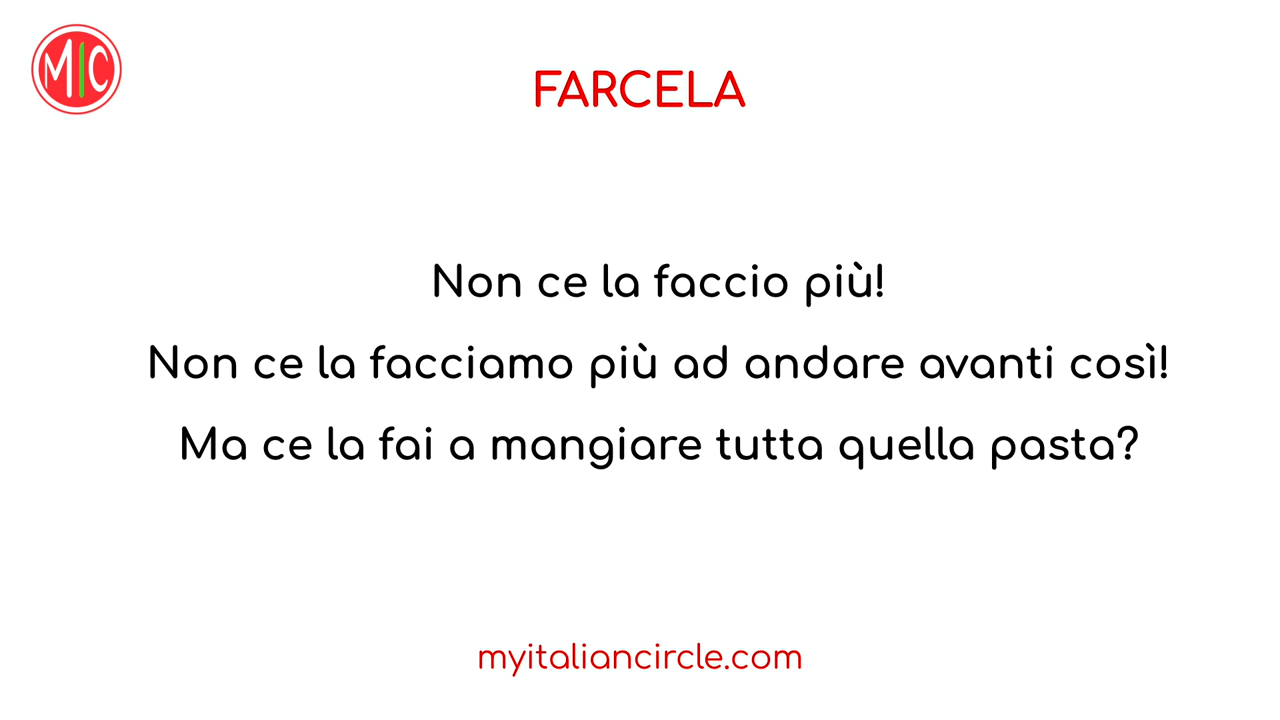 MIC
FARCELA
Non ce la faccio più!
Non ce la facciamo più ad andare avanti così!
Ma ce la fai a mangiare tutta quella pasta?
myitaliancircle.com